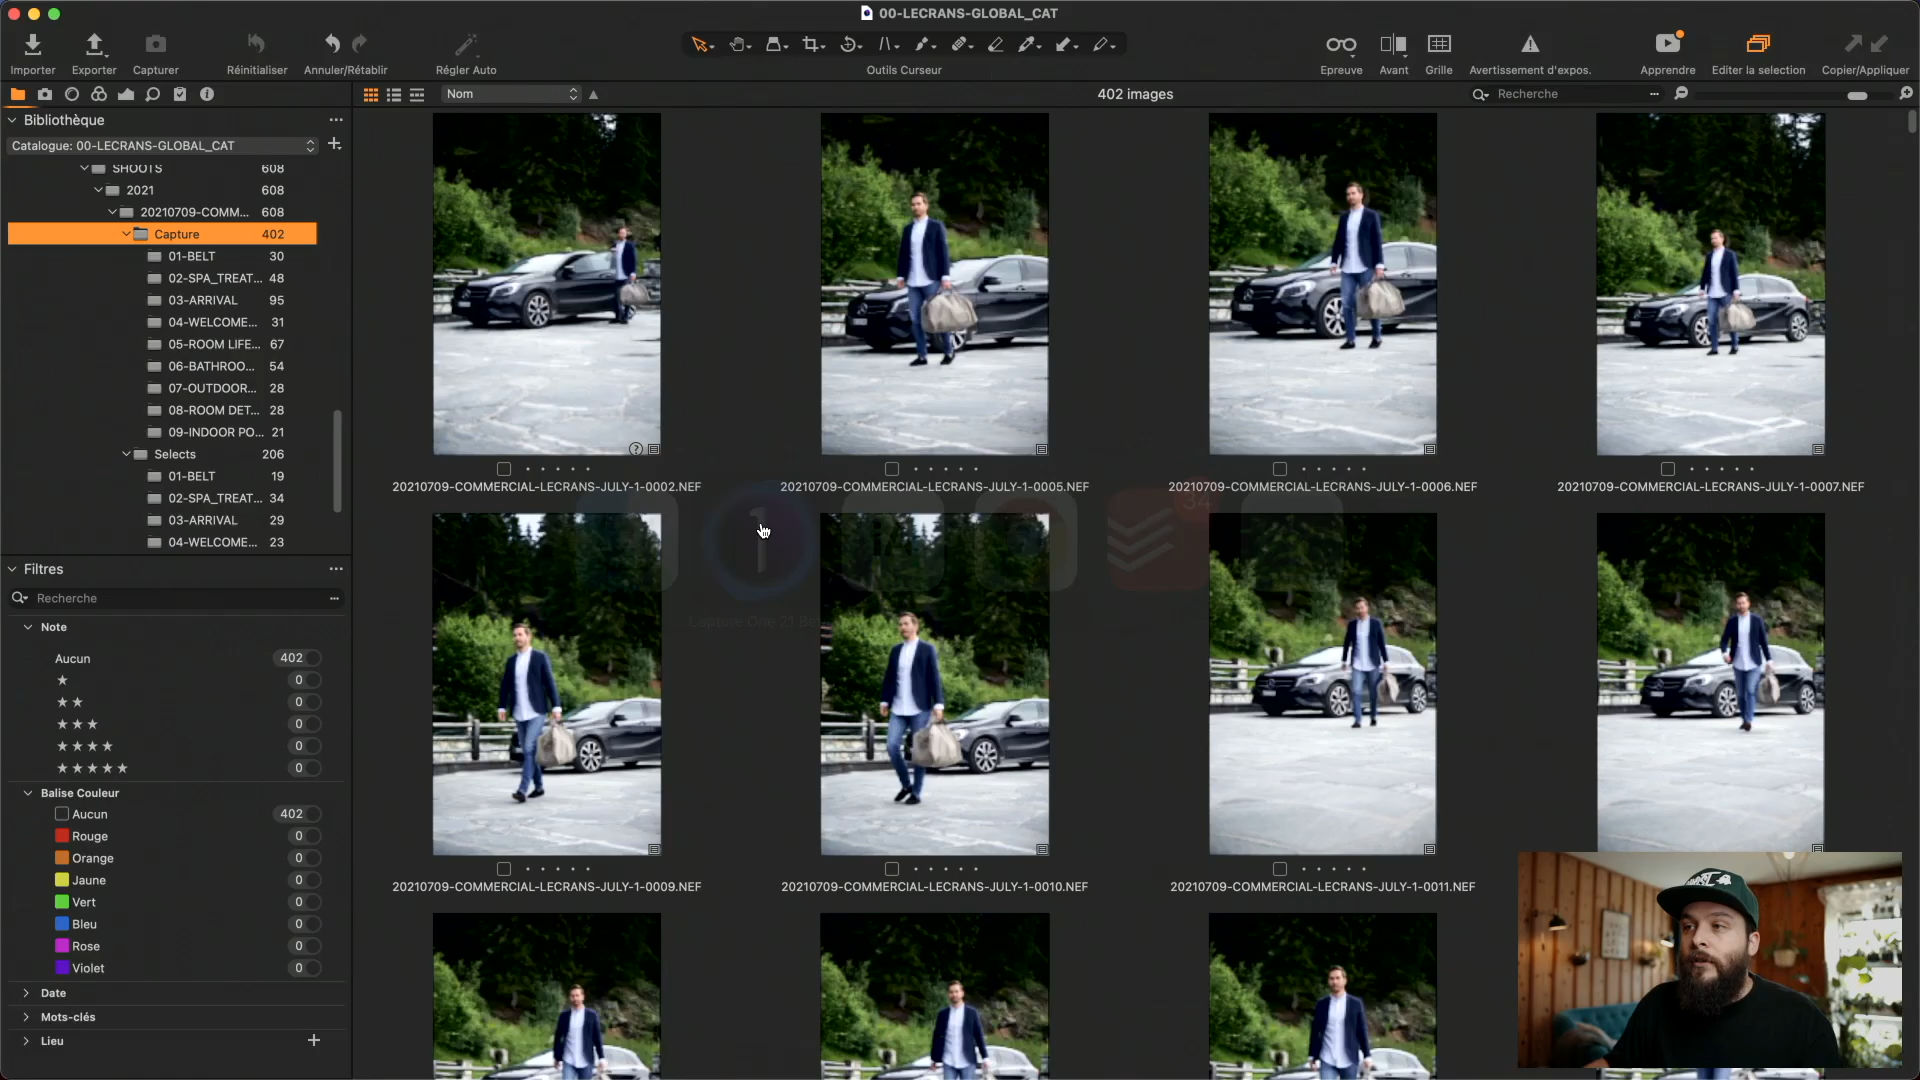 00-LECRANS-GLOBAL_CAT
Importer
Exporter
Capturer
Réinitialiser
Annuler/Rétablir
Régler Auto
Outils Curseur
Epreuve
Avant
Grille
Avertissement d'expos.
Apprendre
Editer la selection
Copier/Appliquer
Nom
402 images
Recherche
Bibliothèque
Catalogue: 00-LECRANS-GLOBAL_CAT
SHOOTS 608
2021 608
20210709-COMM... 608
Capture 402
01-BELT 30
02-SPA_TREAT... 48
03-ARRIVAL 95
04-WELCOME... 31
05-ROOM LIFE... 67
06-BATHROO... 54
07-OUTDOOR... 28
08-ROOM DET... 28
09-INDOOR PO... 21
Selects 206
01-BELT 19
02-SPA_TREAT... 34
03-ARRIVAL 29
04-WELCOME... 23
Filtres
Recherche
Note
Aucun 402
★ 0
★★ 0
★★★ 0
★★★★ 0
★★★★★ 0
Balise Couleur
Aucun 402
Rouge 0
Orange 0
Jaune 0
Vert 0
Bleu 0
Rose 0
Violet 0
Date
Mots-clés
Lieu
20210709-COMMERCIAL-LECRANS-JULY-1-0002.NEF
20210709-COMMERCIAL-LECRANS-JULY-1-0005.NEF
20210709-COMMERCIAL-LECRANS-JULY-1-0006.NEF
20210709-COMMERCIAL-LECRANS-JULY-1-0007.NEF
34
1
Capture One 21
20210709-COMMERCIAL-LECRANS-JULY-1-0009.NEF
20210709-COMMERCIAL-LECRANS-JULY-1-0010.NEF
20210709-COMMERCIAL-LECRANS-JULY-1-0011.NEF